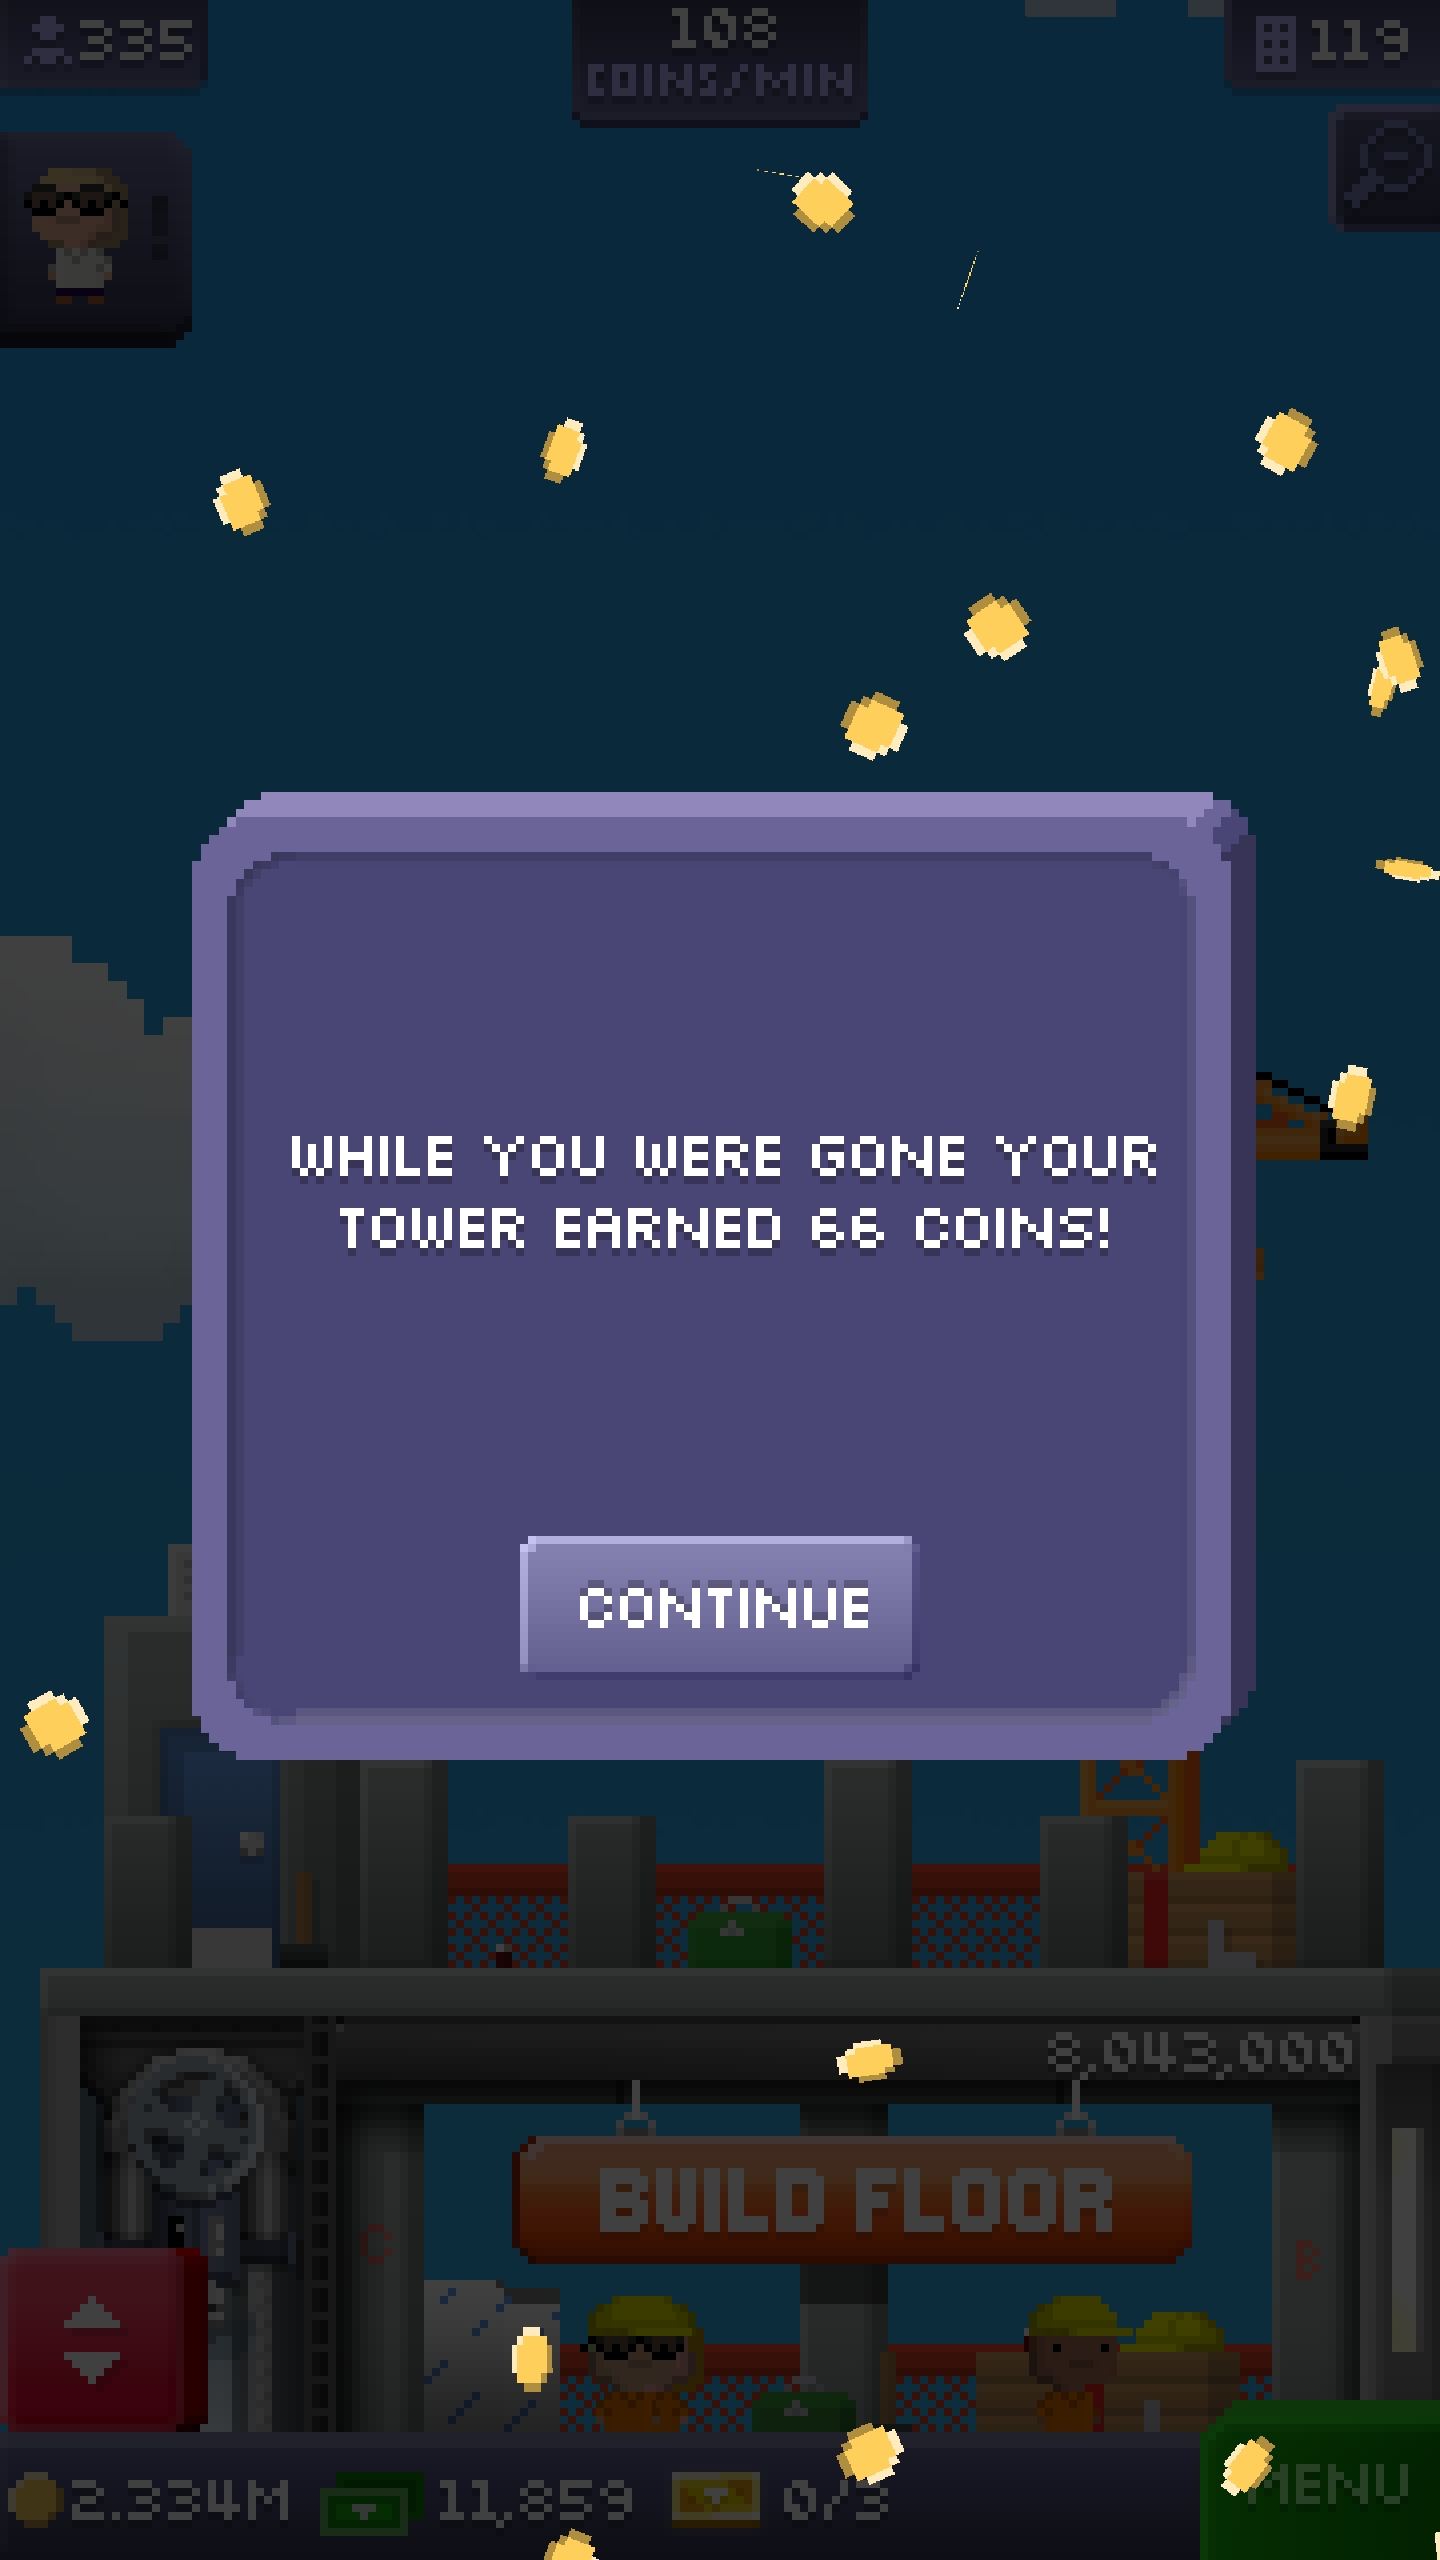 335
108
COINS/MIN
119
!
WHILE YOU WERE GONE YOUR
TOWER EARNED 66 COINS!
CONTINUE
8,043,000
BUILD FLOOR
C
B
2.334M
11,859
0/3
MENU